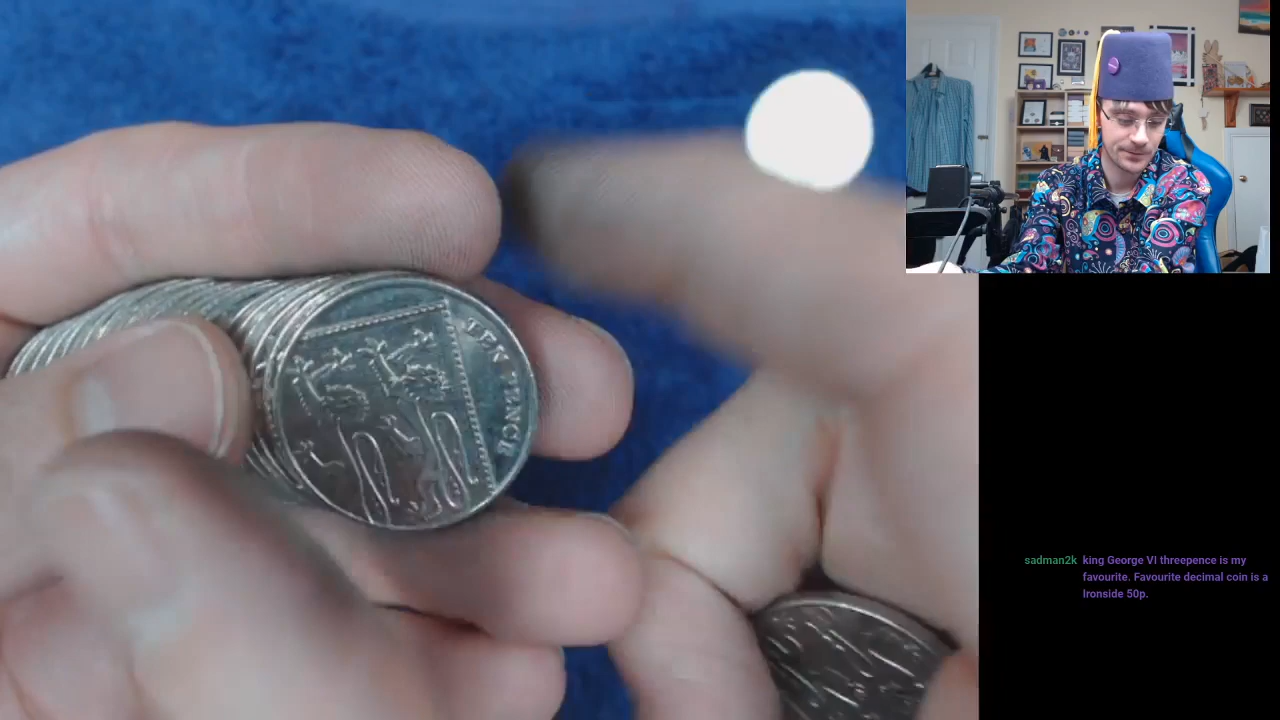 TEN PENCE
sadman2k king George VI threepence is my
favourite. Favourite decimal coin is a
Ironside 50p.